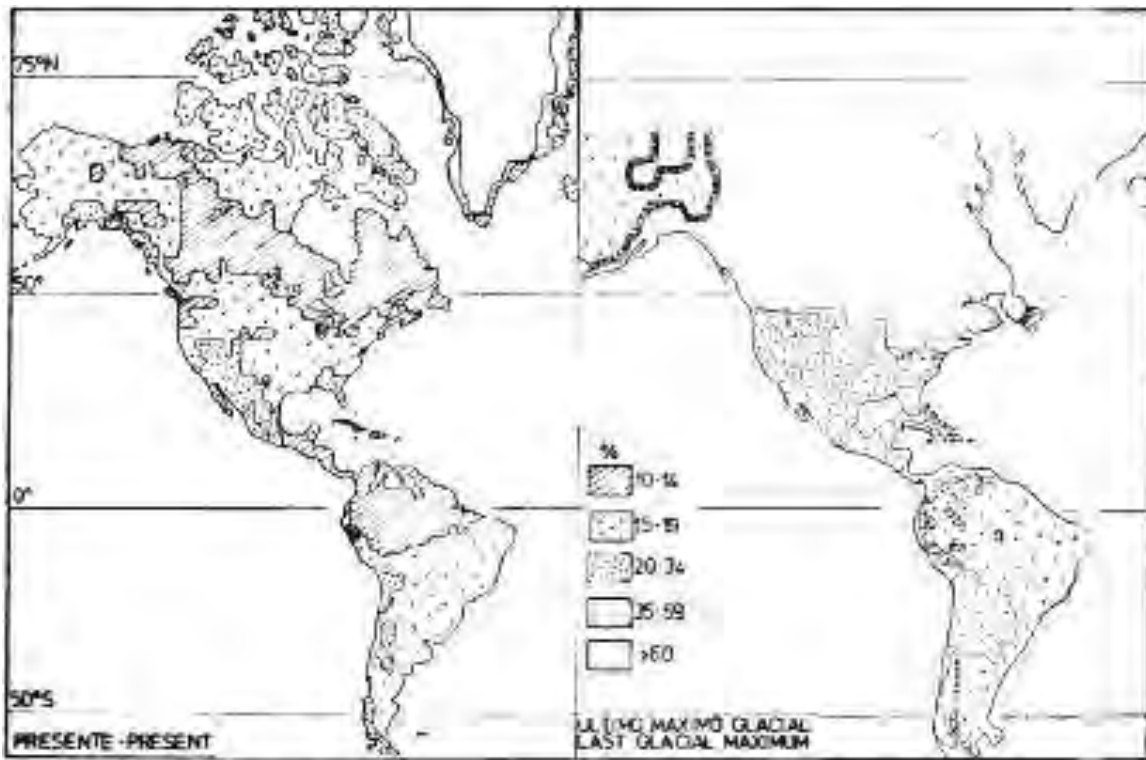 75°N
50°
0°
50°S
PRESENTE-PRESENT
%
10-14
15-19
20-34
35-59
>60
ULTIMO MAXIMO GLACIAL
LAST GLACIAL MAXIMUM